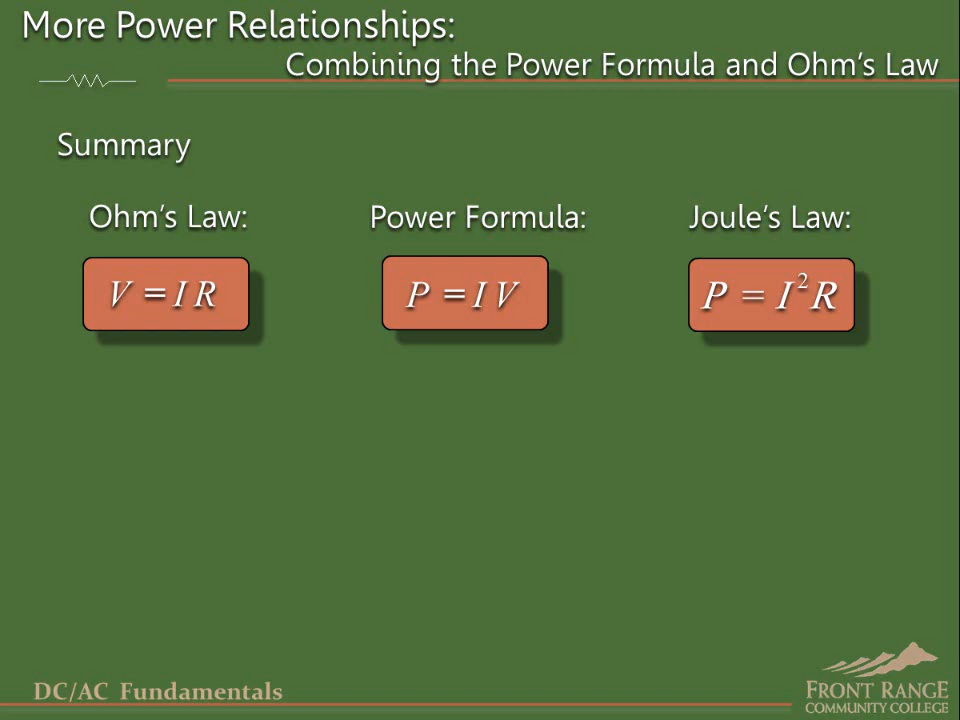 More Power Relationships:
Combining the Power Formula and Ohm's Law
Summary
Ohm's Law: Power Formula: Joule's Law:
V = I R P = I V P = I²R
DC/AC Fundamentals
FRONT RANGE
COMMUNITY COLLEGE